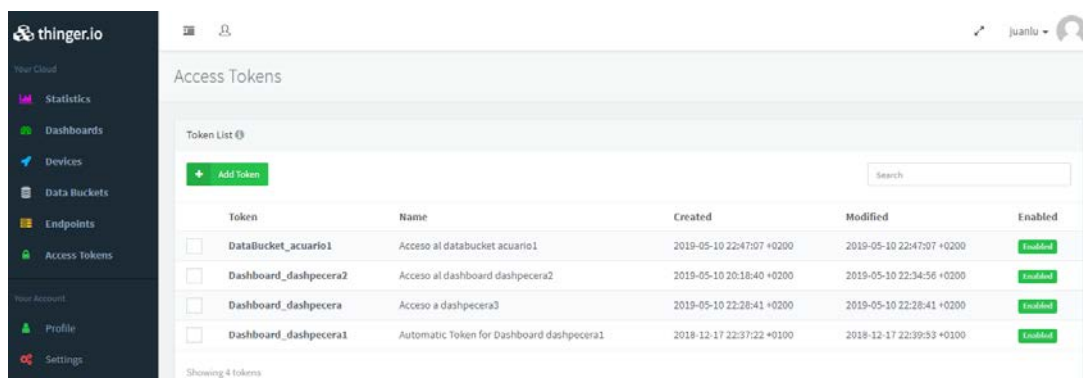 thinger.io
juanlu
Your Cloud
Access Tokens
Statistics
Dashboards
Token List
Devices
Add Token
Search
Data Buckets
Token Name Created Modified Enabled
Endpoints
DataBucket_acuario1 Acceso al databucket acuario1 2019-05-10 22:47:07 +0200 2019-05-10 22:47:07 +0200 Enabled
Access Tokens
Dashboard_dashpecera2 Acceso al dashboard dashpecera2 2019-05-10 20:18:40 +0200 2019-05-10 22:34:56 +0200 Enabled
Your Account
Dashboard_dashpecera Acceso a dashpecera3 2019-05-10 22:28:41 +0200 2019-05-10 22:28:41 +0200 Enabled
Profile
Dashboard_dashpecera1 Automatic Token for Dashboard dashpecera1 2018-12-17 22:37:22 +0100 2018-12-17 22:39:53 +0100 Enabled
Settings
Showing 4 tokens